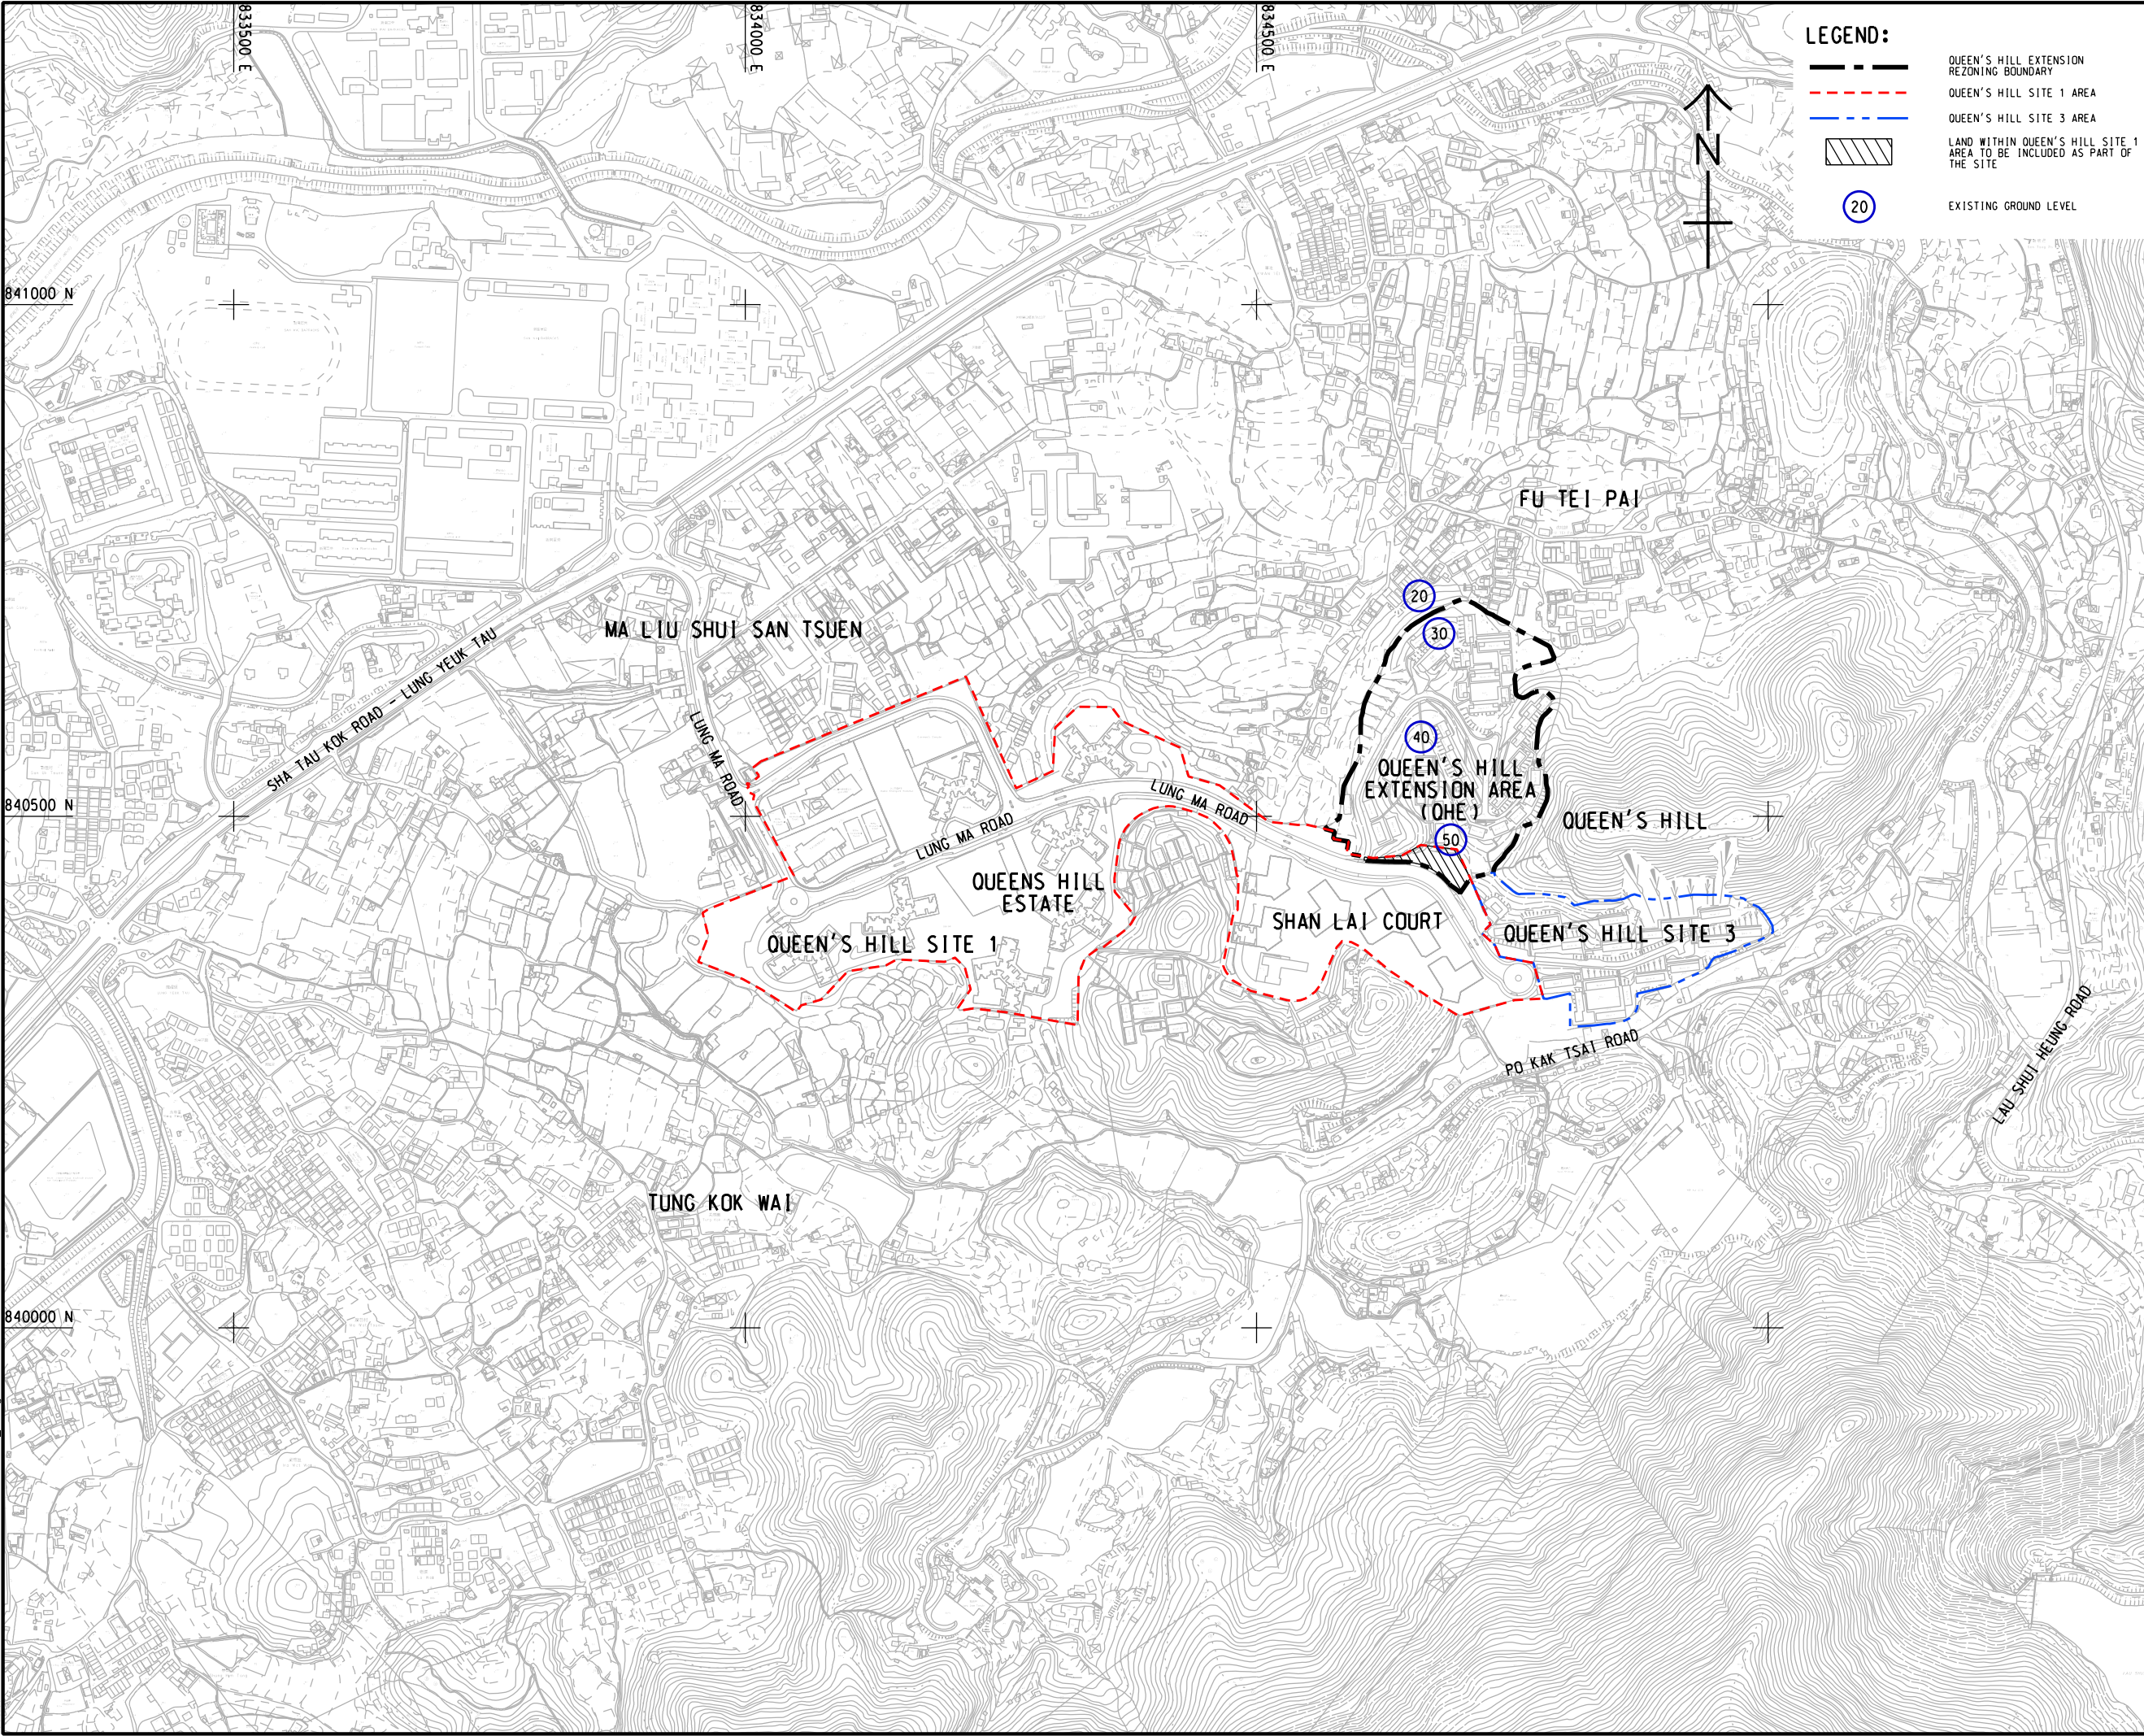 833500 E
834000 E
834500 E
LEGEND:
QUEEN'S HILL EXTENSION
REZONING BOUNDARY
QUEEN'S HILL SITE 1 AREA
QUEEN'S HILL SITE 3 AREA
LAND WITHIN QUEEN'S HILL SITE 1
AREA TO BE INCLUDED AS PART OF
THE SITE
20
EXISTING GROUND LEVEL
N
841000 N
FU TEI PAI
20
30
MA LIU SHUI SAN TSUEN
SHA TAU KOK ROAD - LUNG YEUK TAU
LUNG MA ROAD
40
QUEEN'S HILL
EXTENSION AREA
(QHE)
LUNG MA ROAD
840500 N
LUNG MA ROAD
50
QUEEN'S HILL
QUEENS HILL
ESTATE
SHAN LAI COURT
QUEEN'S HILL SITE 3
QUEEN'S HILL SITE 1
PO KAK TSAI ROAD
LAU SHUI HEUNG ROAD
TUNG KOK WAI
840000 N